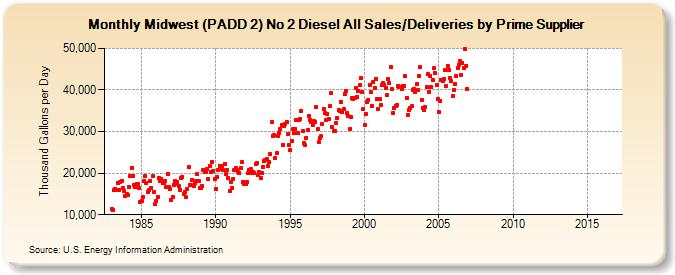 Monthly Midwest (PADD 2) No 2 Diesel All Sales/Deliveries by Prime Supplier
Thousand Gallons per Day
50,000
40,000
30,000
20,000
10,000
1985 1990 1995 2000 2005 2010 2015
Source: U.S. Energy Information Administration